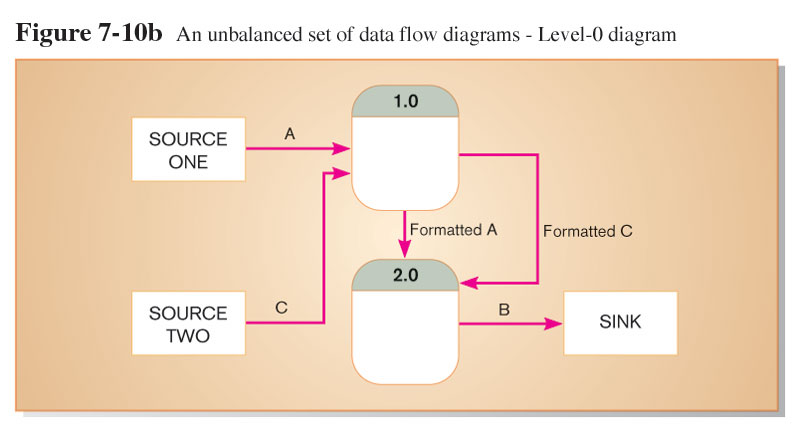 Figure 7-10b An unbalanced set of data flow diagrams - Level-0 diagram
1.0
SOURCE
ONE
A
Formatted A
Formatted C
2.0
SOURCE
TWO
C
B
SINK